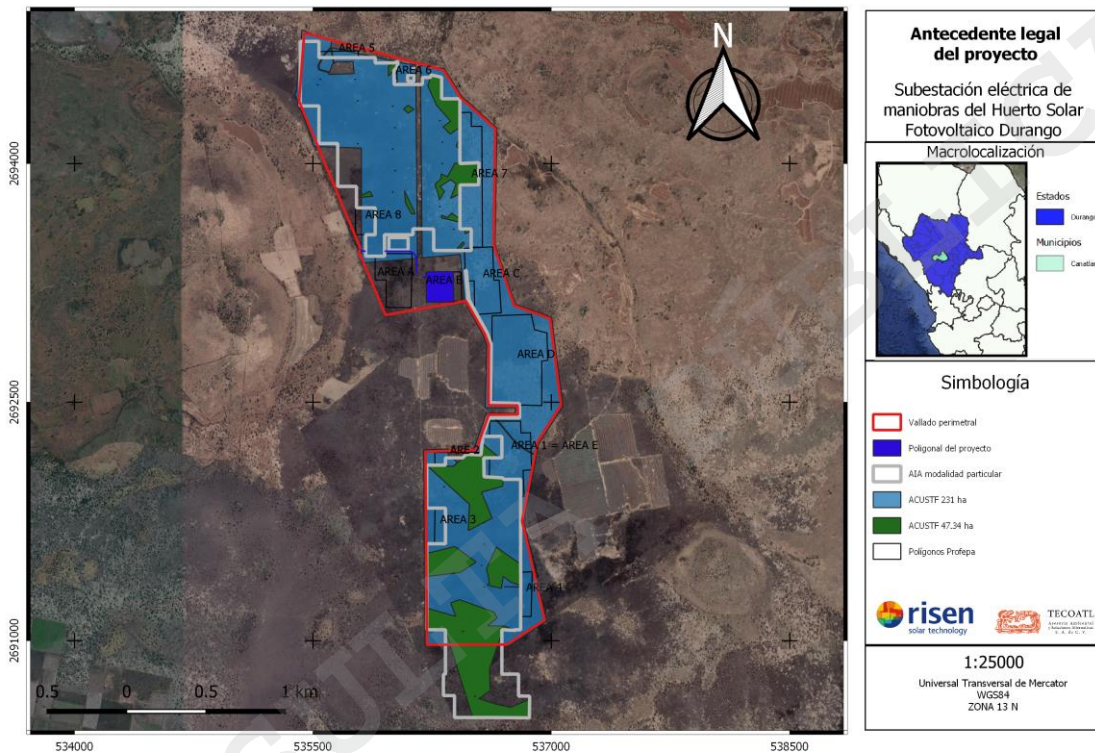 Antecedente legal
del proyecto
Subestación eléctrica de
maniobras del Huerto Solar
Fotovoltaico Durango
Macrolocalización
Estados
Durango
Municipios
Canatlan
Simbología
Vallado perimetral
Poligonal del proyecto
AIA modalidad particular
ACUSTF 231 ha
ACUSTF 47.34 ha
Polígonos Profepa
risen
solar technology
TECOATL
1:25000
Universal Transversal de Mercator
WGS84
ZONA 13 N
N
AREA 5
AREA 6
AREA 7
AREA 8
AREA A
AREA B
AREA C
AREA D
AREA 1 = AREA E
ARE 2
AREA 3
2694000
2692500
2691000
0.5 0 0.5 1 km
534000 535500 537000 538500